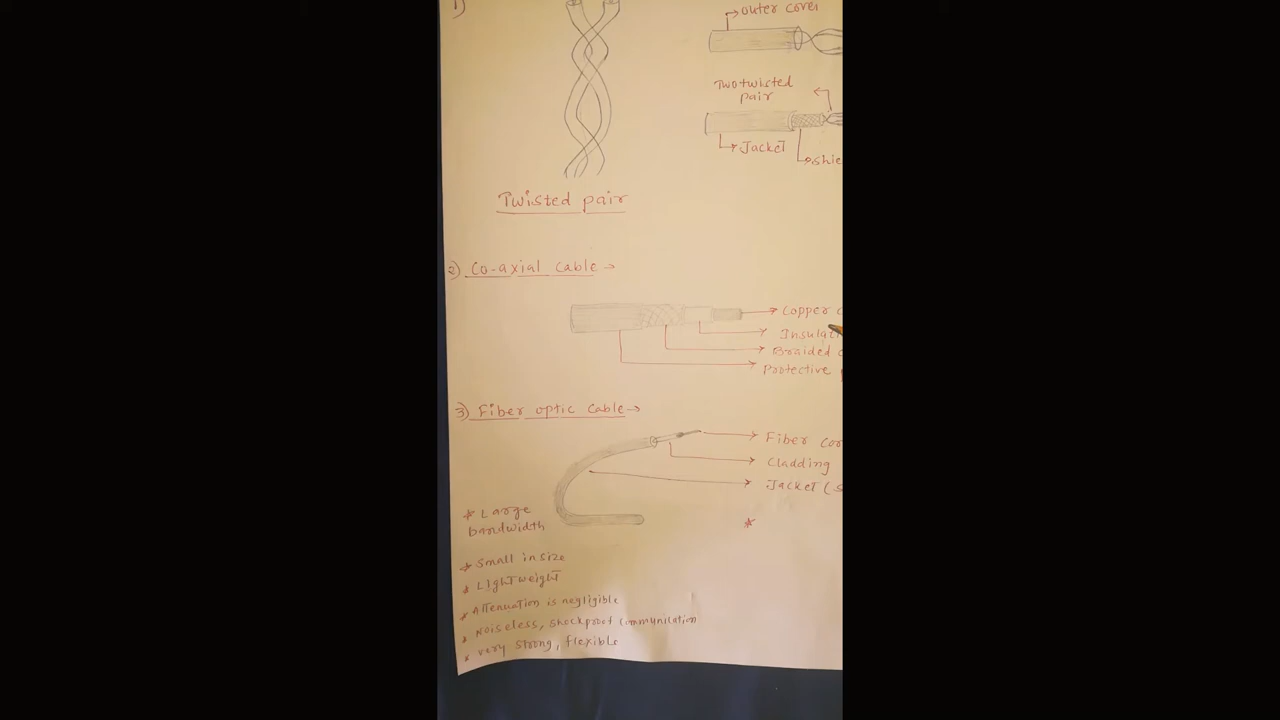 1)
outer cover
Two twisted
pair
Jacket
Twisted pair
2) Co-axial cable →
Copper
Braided
Protective
3) Fiber optic cable →
Fiber
Cladding
Jacket
* Large
bandwidth
*
* Small in size
* Lightweight
* Attenuation is negligible
* Noiseless, shockproof communication
* very strong, flexible